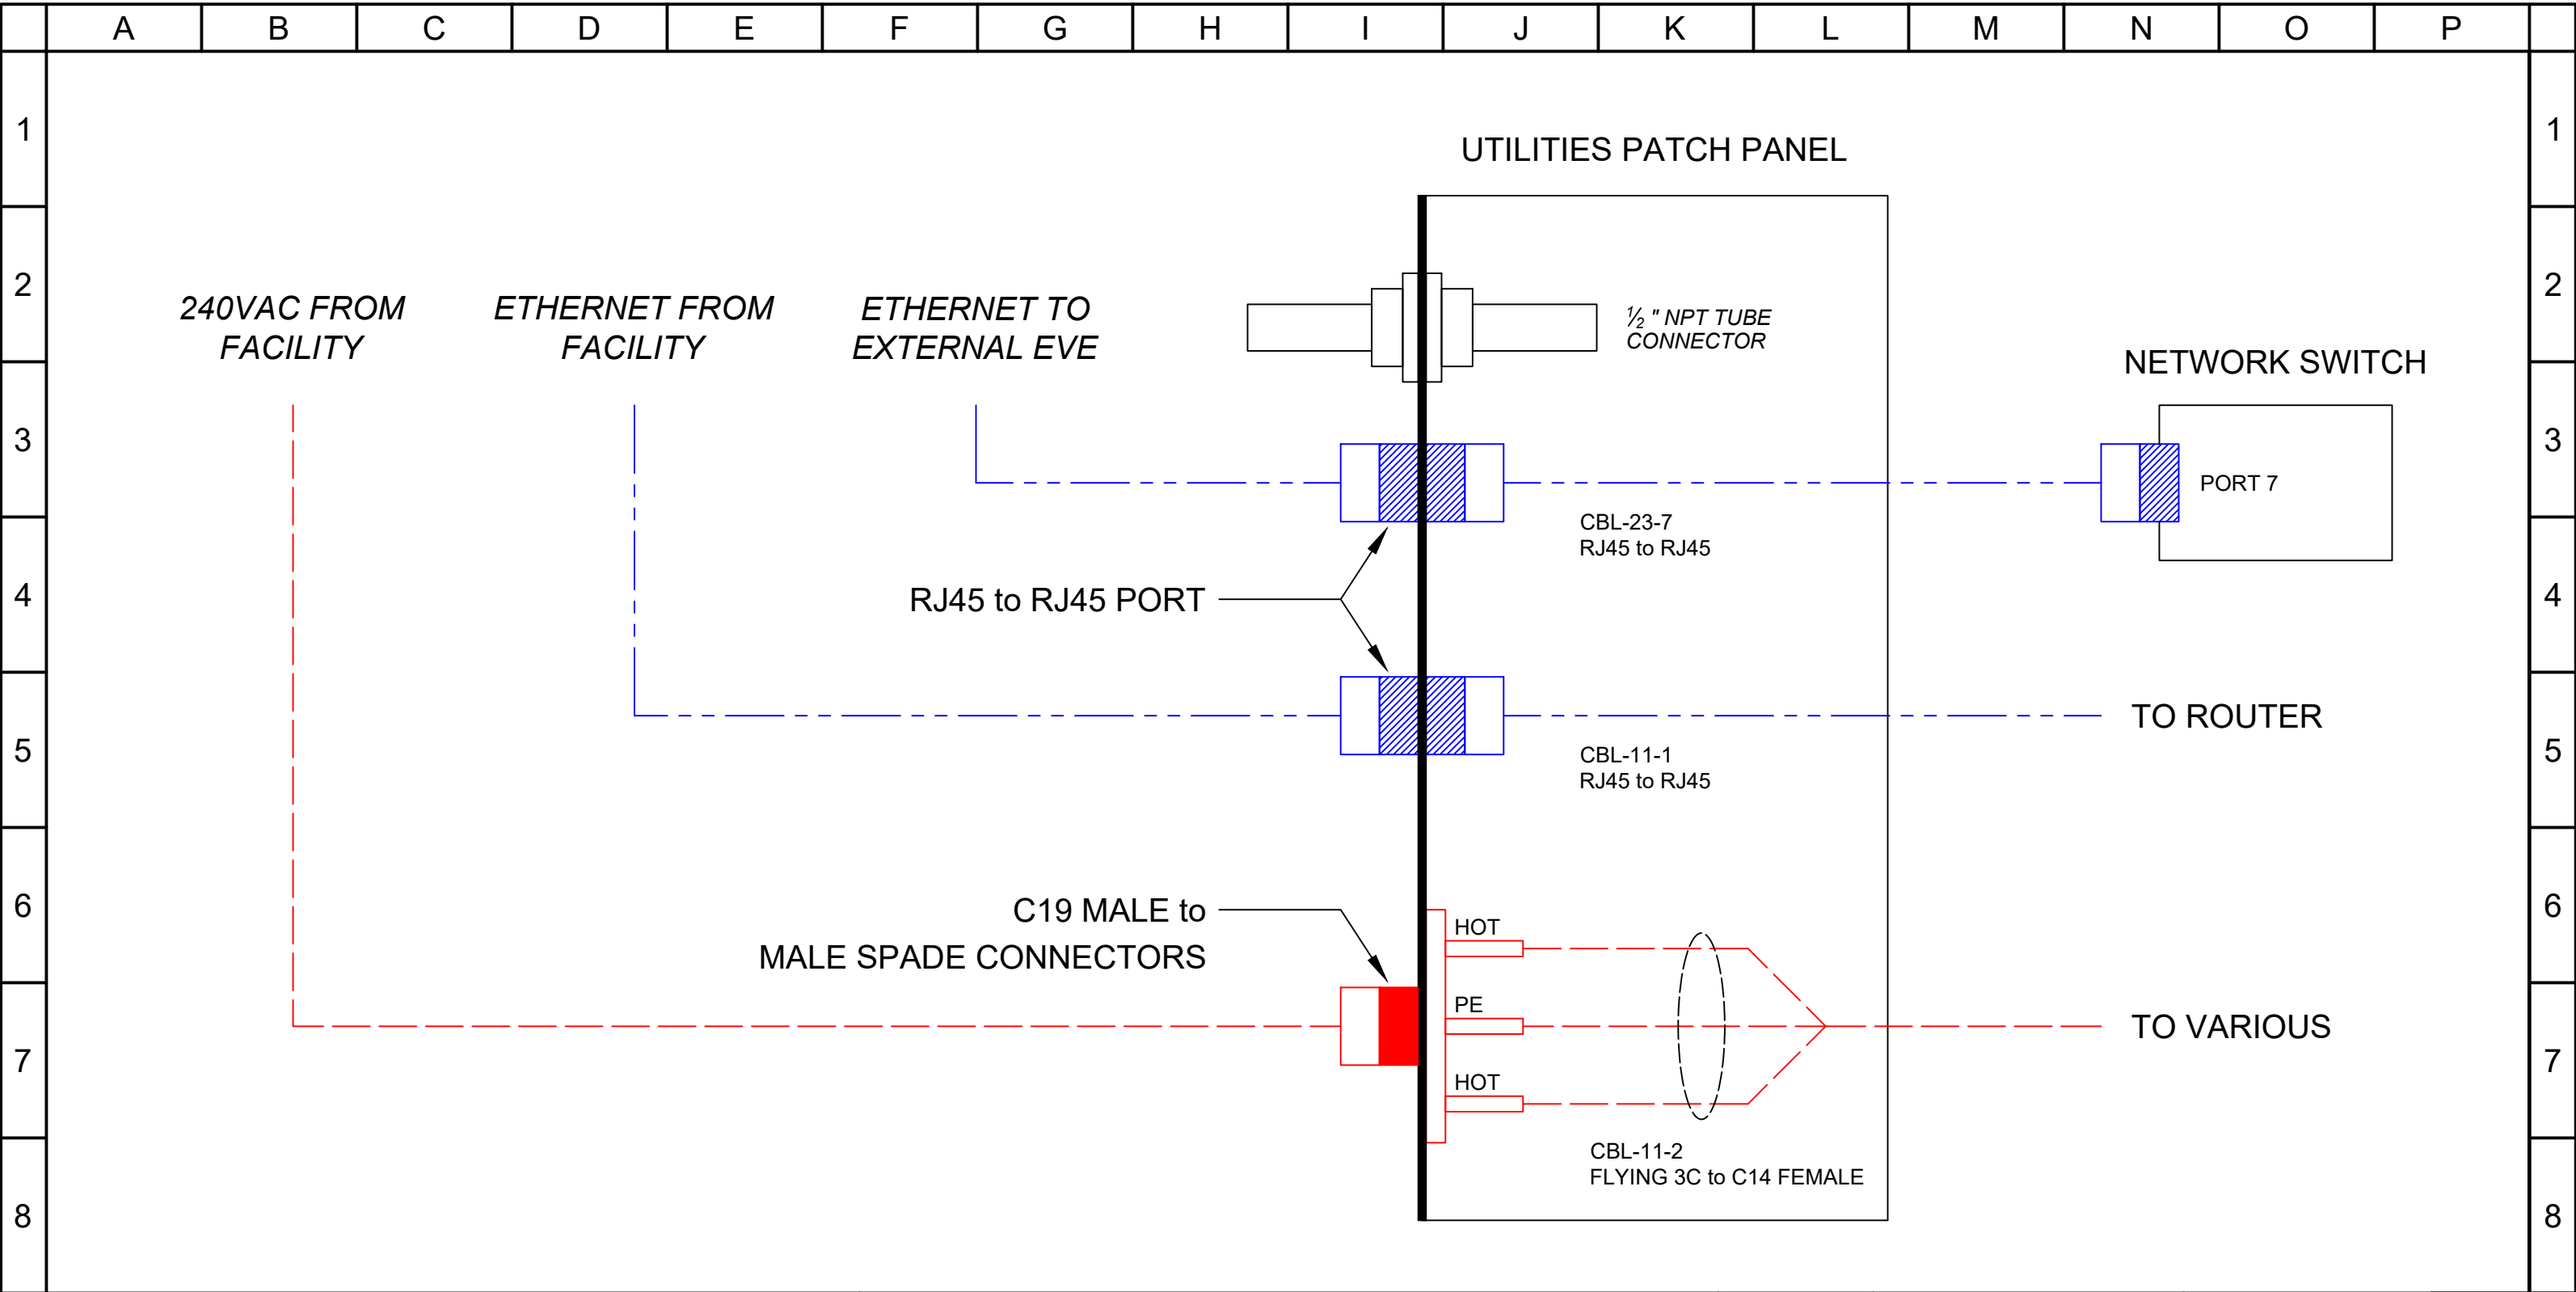 A B C D E F G H I J K L M N O P
1 1
UTILITIES PATCH PANEL
2 2
240VAC FROM
FACILITY
ETHERNET FROM
FACILITY
ETHERNET TO
EXTERNAL EVE
½ " NPT TUBE
CONNECTOR
NETWORK SWITCH
3 3
PORT 7
CBL-23-7
RJ45 to RJ45
4 4
RJ45 to RJ45 PORT
TO ROUTER
5 5
CBL-11-1
RJ45 to RJ45
6 6
C19 MALE to
MALE SPADE CONNECTORS
HOT
PE
TO VARIOUS
7 7
HOT
CBL-11-2
FLYING 3C to C14 FEMALE
8 8